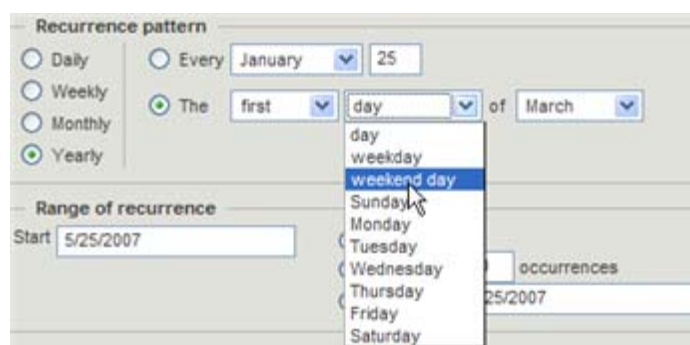 Recurrence pattern
Daily
Every January 25
Weekly
The first day of March
Monthly
Yearly
day
weekday
weekend day
Sunday
Monday
Tuesday
Wednesday
Thursday
Friday
Saturday
Range of recurrence
Start 5/25/2007
occurrences
25/2007